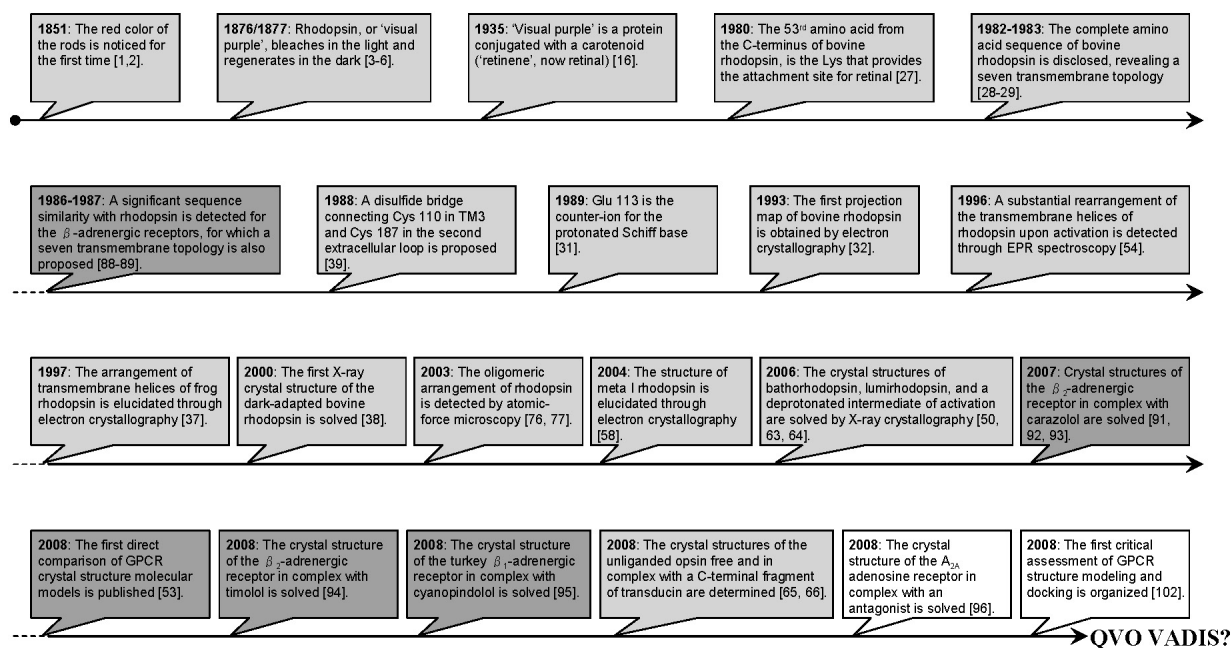 1851: The red color of
the rods is noticed for
the first time [1,2].
1876/1877: Rhodopsin, or ‘visual
purple’, bleaches in the light and
regenerates in the dark [3-6].
1935: ‘Visual purple’ is a protein
conjugated with a carotenoid
(‘retinene’, now retinal) [16].
1980: The 53rd amino acid from
the C-terminus of bovine
rhodopsin, is the Lys that provides
the attachment site for retinal [27].
1982-1983: The complete amino
acid sequence of bovine
rhodopsin is disclosed, revealing a
seven transmembrane topology
[28-29].
1986-1987: A significant sequence
similarity with rhodopsin is detected for
the β-adrenergic receptors, for which a
seven transmembrane topology is also
proposed [88-89].
1988: A disulfide bridge
connecting Cys 110 in TM3
and Cys 187 in the second
extracellular loop is proposed
[39].
1989: Glu 113 is the
counter-ion for the
protonated Schiff base
[31].
1993: The first projection
map of bovine rhodopsin
is obtained by electron
crystallography [32].
1996: A substantial rearrangement of
the transmembrane helices of
rhodopsin upon activation is detected
through EPR spectroscopy [54].
1997: The arrangement of
transmembrane helices of frog
rhodopsin is elucidated through
electron crystallography [37].
2000: The first X-ray
crystal structure of the
dark-adapted bovine
rhodopsin is solved [38].
2003: The oligomeric
arrangement of rhodopsin
is detected by atomic-
force microscopy [76, 77].
2004: The structure of
meta I rhodopsin is
elucidated through
electron crystallography
[58].
2006: The crystal structures of
bathorhodopsin, lumirhodopsin, and a
deprotonated intermediate of activation
are solved by X-ray crystallography [50,
63, 64].
2007: Crystal structures of
the β2-adrenergic
receptor in complex with
carazolol are solved [91,
92, 93].
2008: The first direct
comparison of GPCR
crystal structure molecular
models is published [53].
2008: The crystal structure
of the β2-adrenergic
receptor in complex with
timolol is solved [94].
2008: The crystal structure
of the turkey β1-adrenergic
receptor in complex with
cyanopindolol is solved [95].
2008: The crystal structures of the
unliganded opsin free and in
complex with a C-terminal fragment
of transducin are determined [65, 66].
2008: The crystal
structure of the A2A
adenosine receptor in
complex with an
antagonist is solved [96].
2008: The first critical
assessment of GPCR
structure modeling and
docking is organized [102].
QVO VADIS?